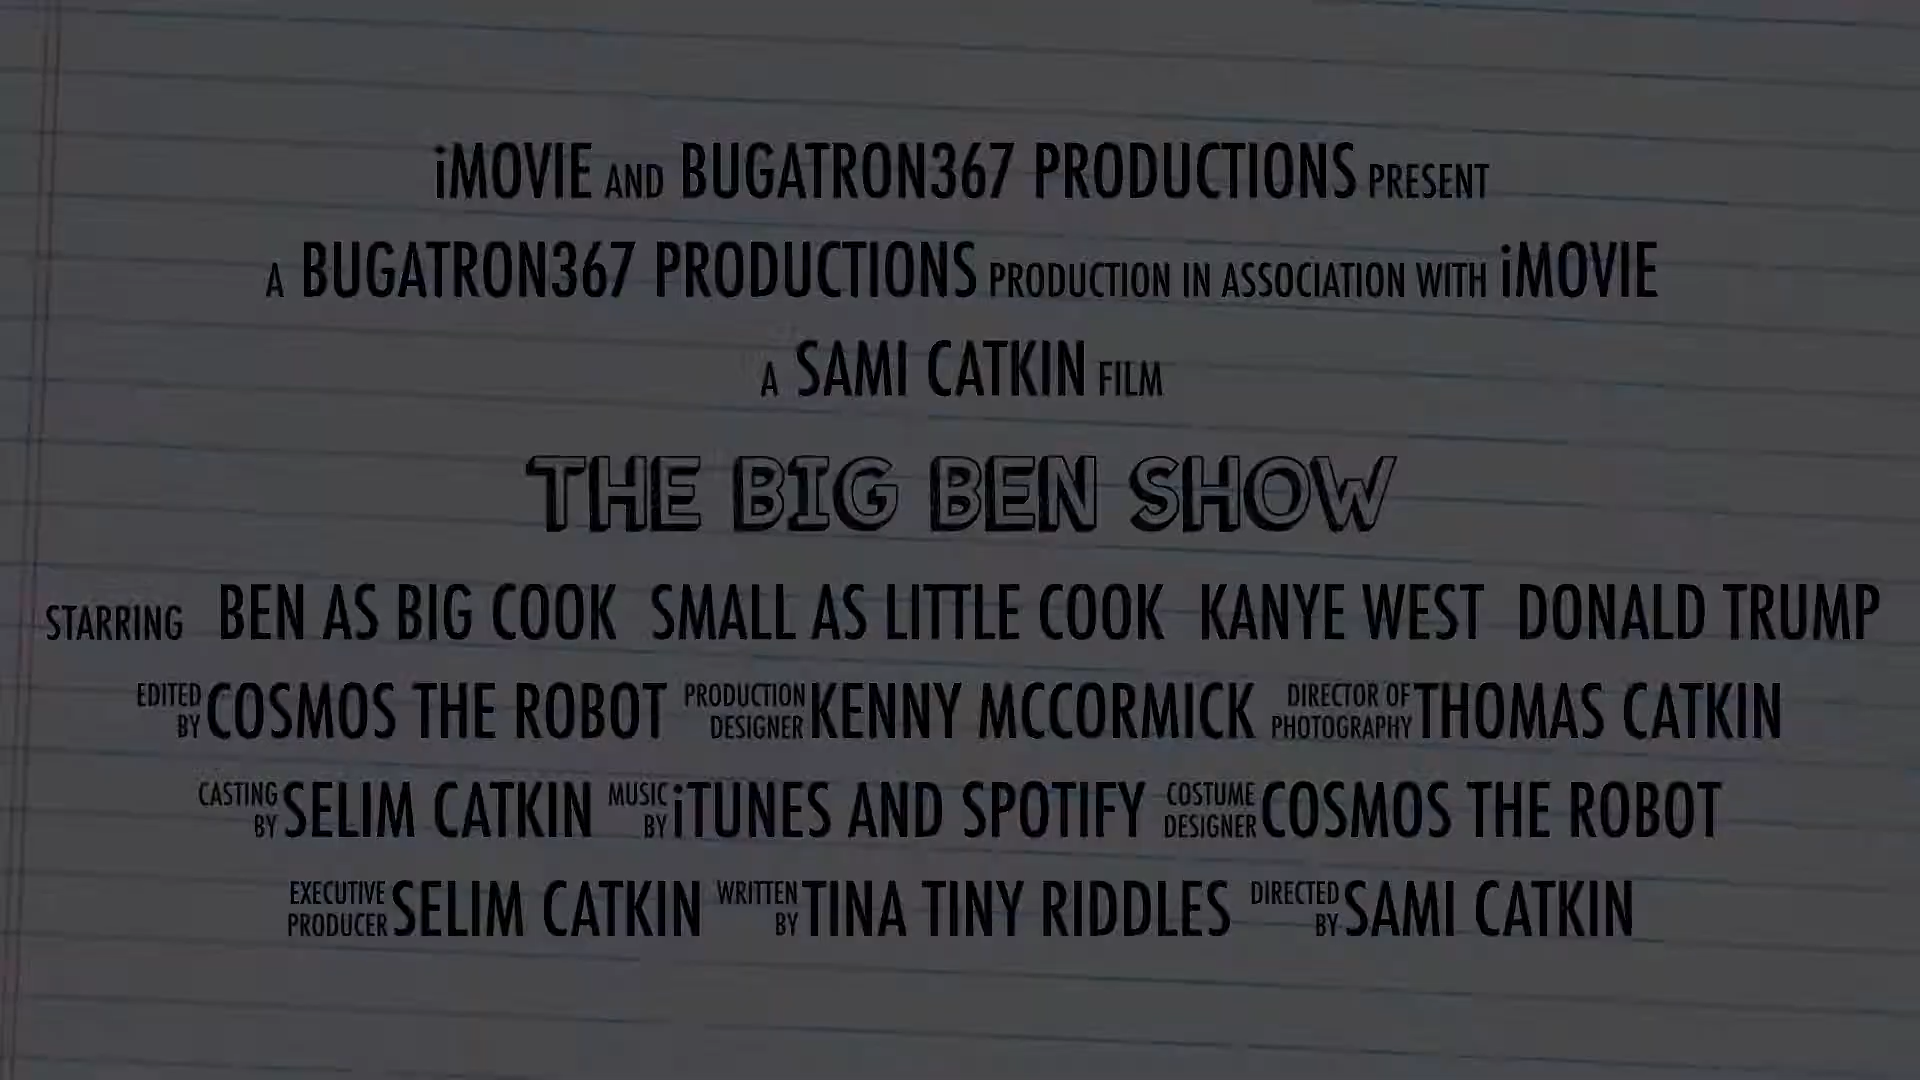 iMOVIE AND BUGATRON367 PRODUCTIONS PRESENT
A BUGATRON367 PRODUCTIONS PRODUCTION IN ASSOCIATION WITH iMOVIE
A SAMI CATKIN FILM
THE BIG BEN SHOW
STARRING BEN AS BIG COOK SMALL AS LITTLE COOK KANYE WEST DONALD TRUMP
EDITED BY COSMOS THE ROBOT PRODUCTION DESIGNER KENNY MCCORMICK DIRECTOR OF PHOTOGRAPHY THOMAS CATKIN
CASTING BY SELIM CATKIN MUSIC BY iTUNES AND SPOTIFY COSTUME DESIGNER COSMOS THE ROBOT
EXECUTIVE PRODUCER SELIM CATKIN WRITTEN BY TINA TINY RIDDLES DIRECTED BY SAMI CATKIN